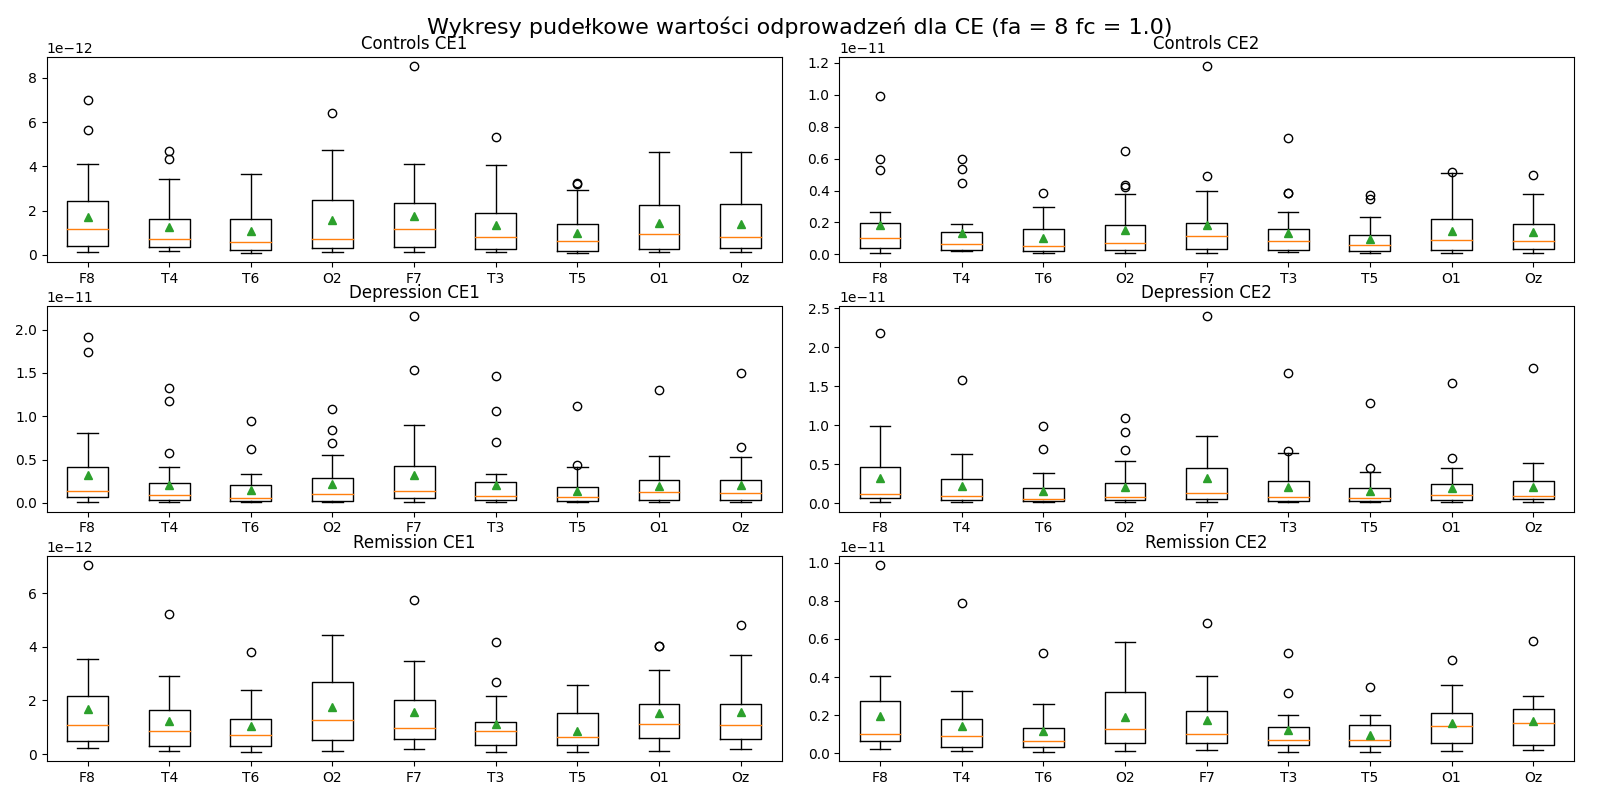 Wykresy pudełkowe wartości odprowadzeń dla CE (fa = 8 fc = 1.0)
Controls CE1
1e−12
8
6
4
2
0
F8 T4 T6 O2 F7 T3 T5 O1 Oz
Controls CE2
1e−11
1.2
1.0
0.8
0.6
0.4
0.2
0.0
F8 T4 T6 O2 F7 T3 T5 O1 Oz
Depression CE1
1e−11
2.0
1.5
1.0
0.5
0.0
F8 T4 T6 O2 F7 T3 T5 O1 Oz
Depression CE2
1e−11
2.5
2.0
1.5
1.0
0.5
0.0
F8 T4 T6 O2 F7 T3 T5 O1 Oz
Remission CE1
1e−12
6
4
2
0
F8 T4 T6 O2 F7 T3 T5 O1 Oz
Remission CE2
1e−11
1.0
0.8
0.6
0.4
0.2
0.0
F8 T4 T6 O2 F7 T3 T5 O1 Oz